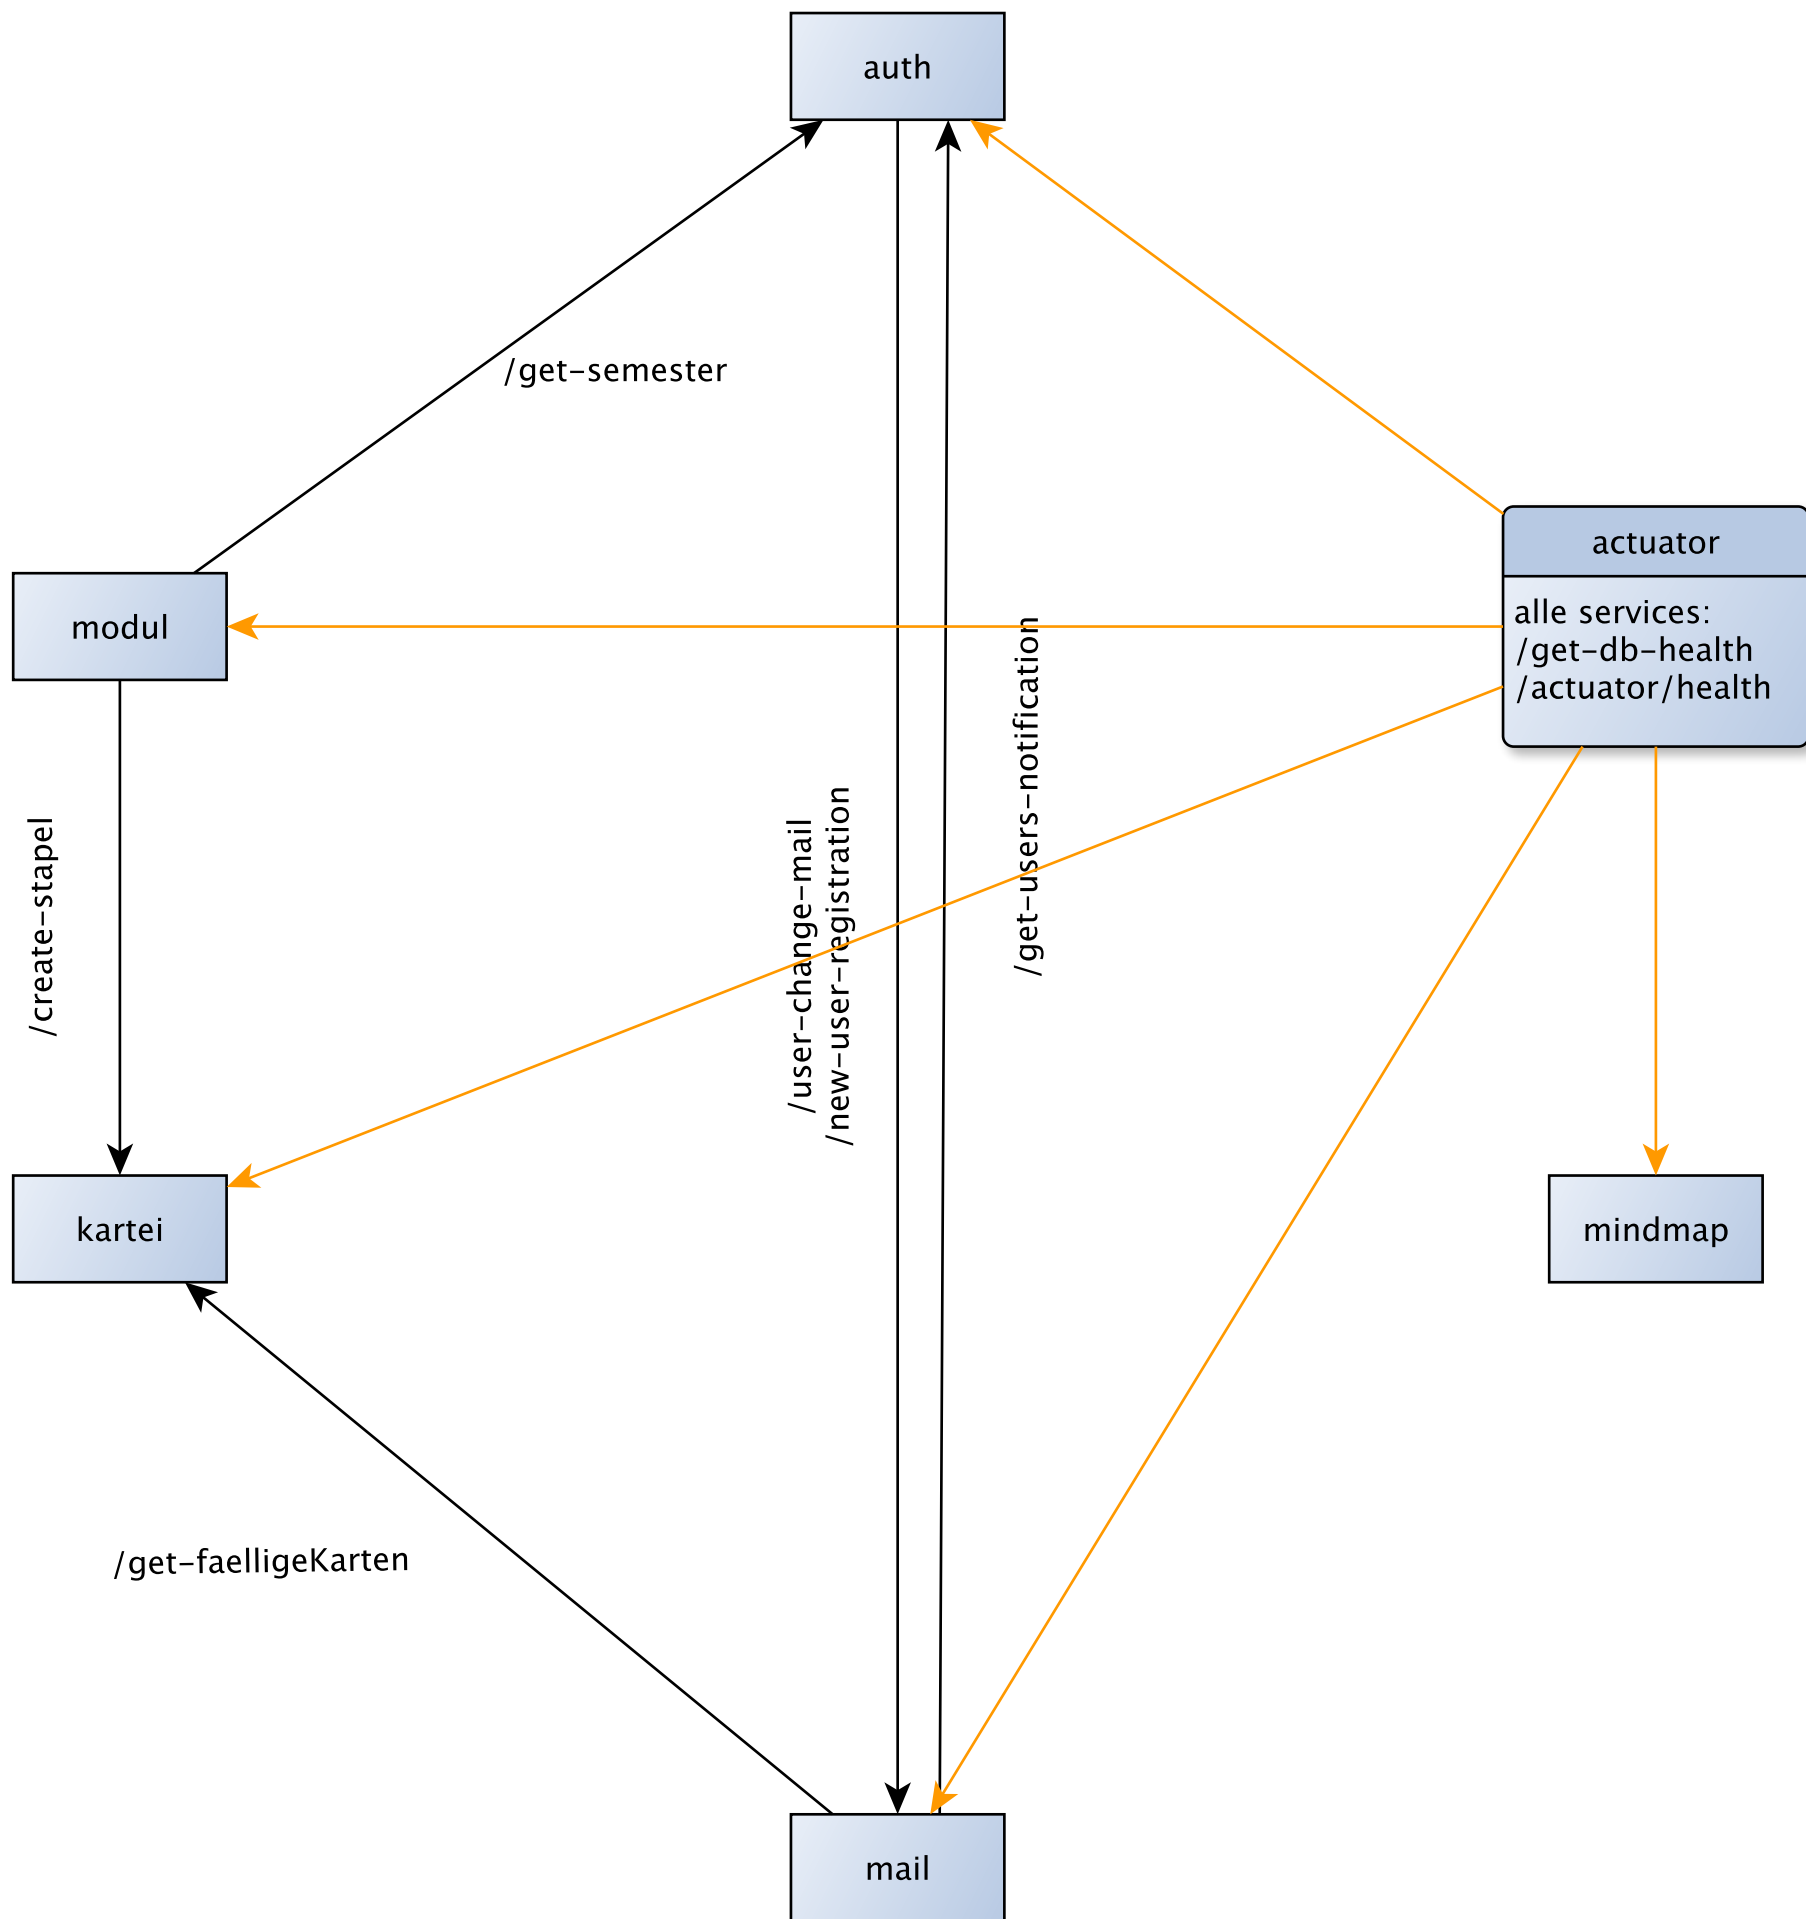 auth
/get-semester
actuator
alle services:
/get-db-health
/actuator/health
modul
/get-users-notification
/create-stapel
/user-change-mail
/new-user-registration
kartei
mindmap
/get-faelligeKarten
mail